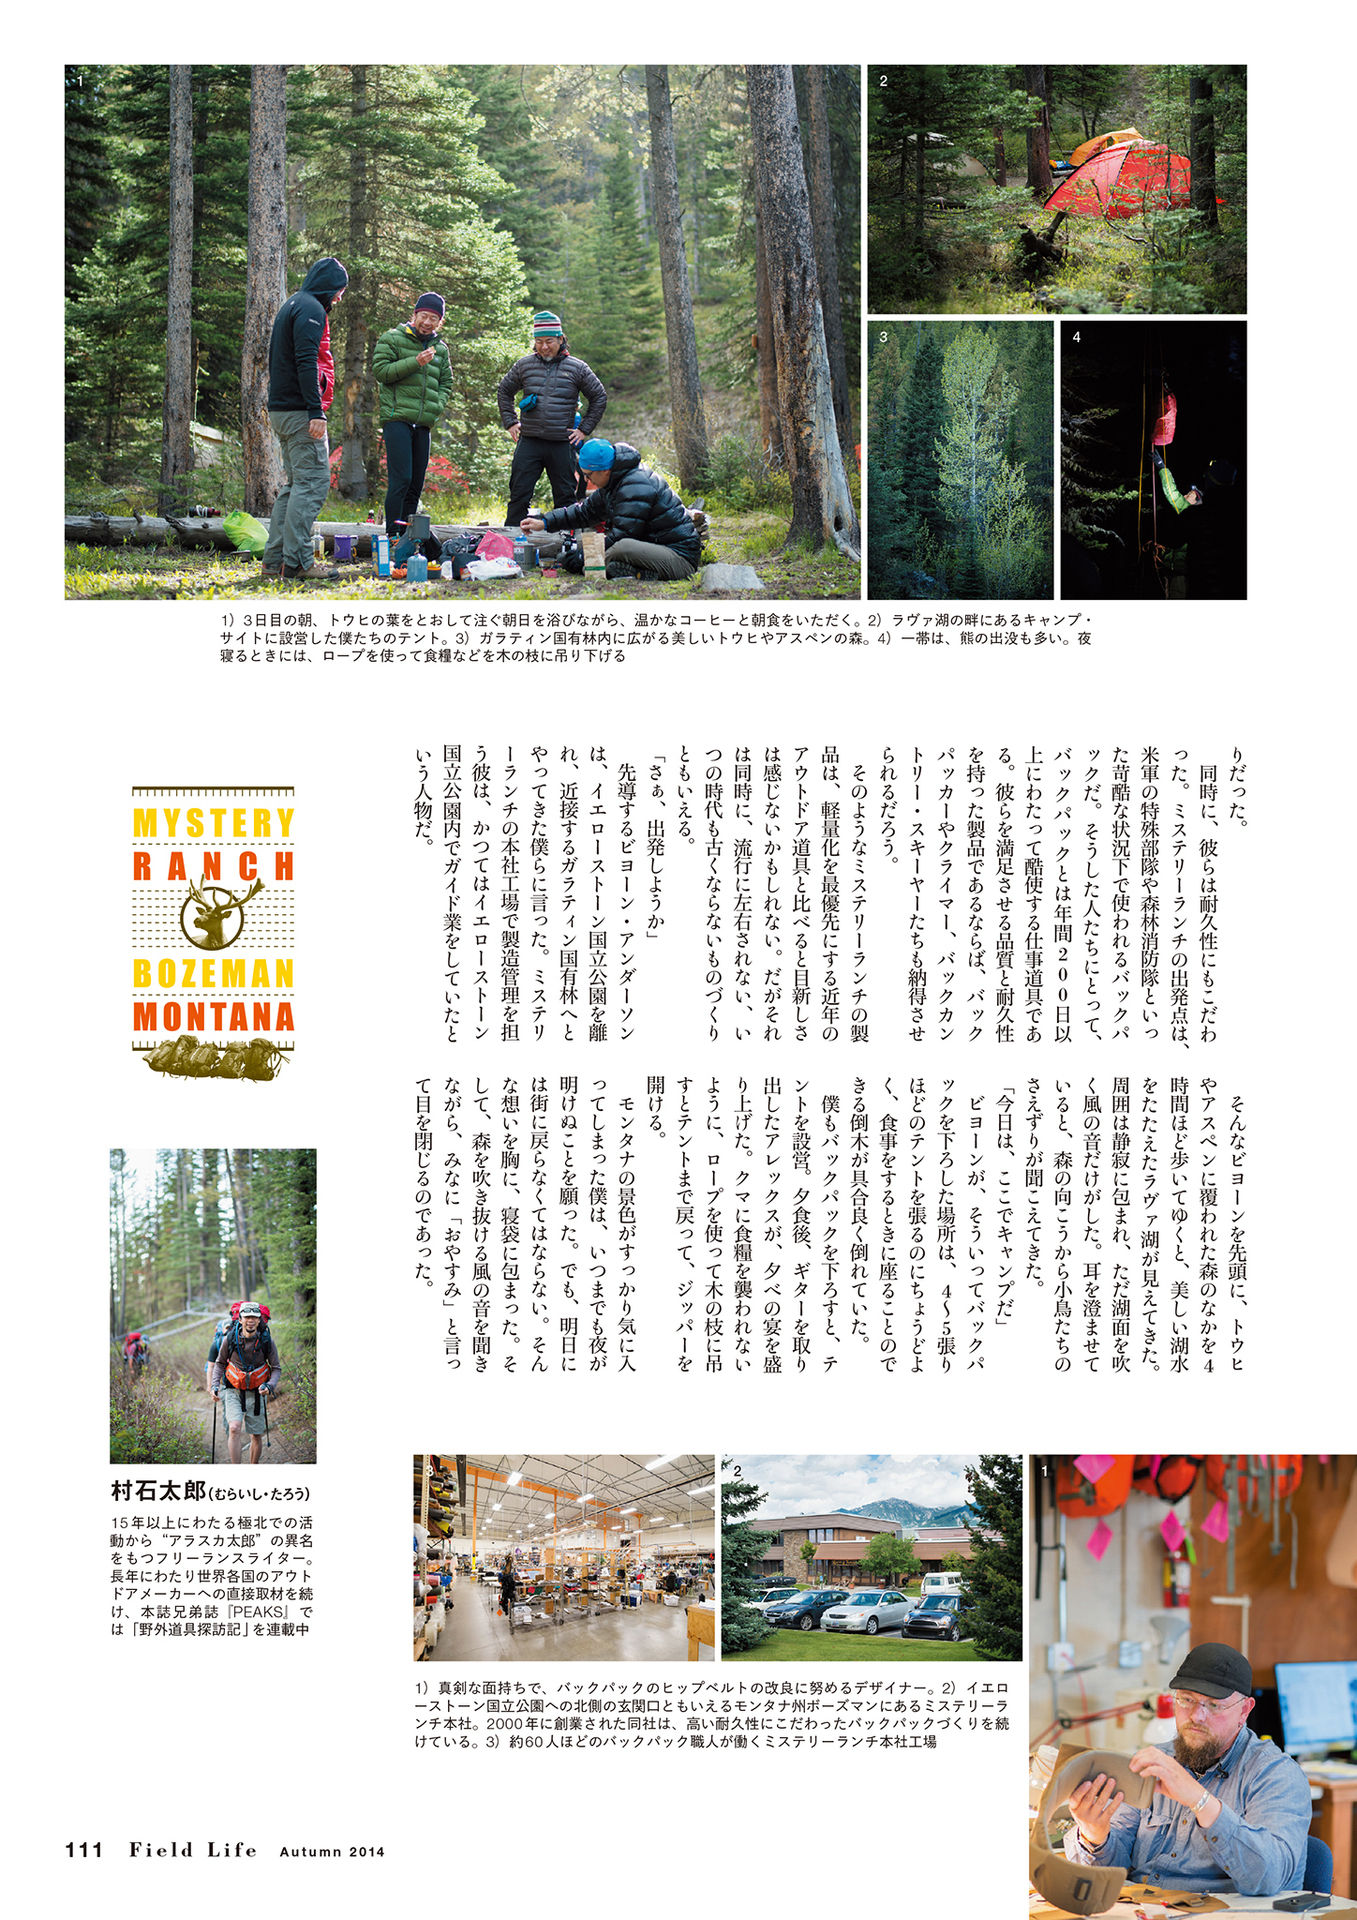 1
2
3
4
1）3日目の朝、トウヒの葉をとおして注ぐ朝日を浴びながら、温かなコーヒーと朝食をいただく。2）ラヴァ湖の畔にあるキャンプ・
サイトに設営した僕たちのテント。3）ガラティン国有林内に広がる美しいトウヒやアスペンの森。4）一帯は、熊の出没も多い。夜
寝るときには、ロープを使って食糧などを木の枝に吊り下げる
りだった。
同時に、彼らは耐久性にもこだわ
った。ミステリーランチの出発点は、
米軍の特殊部隊や森林消防隊といっ
た苛酷な状況下で使われるバックパ
ックだ。そうした人たちにとって、
バックパックとは年間200日以
上にわたって酷使する仕事道具であ
る。彼らを満足させる品質と耐久性
を持った製品であるならば、バック
パッカーやクライマー、バックカン
トリー・スキーヤーたちも納得させ
られるだろう。
そのようなミステリーランチの製
品は、軽量化を最優先にする近年の
アウトドア道具と比べると目新しさ
は感じないかもしれない。だがそれ
は同時に、流行に左右されない、い
つの時代も古くならないものづくり
ともいえる。
「さぁ、出発しようか」
先導するビヨーン・アンダーソン
は、イエローストーン国立公園を離
れ、近接するガラティン国有林へと
やってきた僕らに言った。ミステリ
ーランチの本社工場で製造管理を担
う彼は、かつてはイエローストーン
国立公園内でガイド業をしていたと
いう人物だ。
そんなビヨーンを先頭に、トウヒ
やアスペンに覆われた森のなかを4
時間ほど歩いてゆくと、美しい湖水
をたたえたラヴァ湖が見えてきた。
周囲は静寂に包まれ、ただ湖面を吹
く風の音だけがした。耳を澄ませて
いると、森の向こうから小鳥たちの
さえずりが聞こえてきた。
「今日は、ここでキャンプだ」
ビヨーンが、そういってバックパ
ックを下ろした場所は、4〜5張り
ほどのテントを張るのにちょうどよ
く、食事をするときに座ることので
きる倒木が具合良く倒れていた。
僕もバックパックを下ろすと、テ
ントを設営。夕食後、ギターを取り
出したアレックスが、夕べの宴を盛
り上げた。クマに食糧を襲われない
ように、ロープを使って木の枝に吊
すとテントまで戻って、ジッパーを
開ける。
モンタナの景色がすっかり気に入
ってしまった僕は、いつまでも夜が
明けぬことを願った。でも、明日に
は街に戻らなくてはならない。そん
な想いを胸に、寝袋に包まった。そ
して、森を吹き抜ける風の音を聞き
ながら、みなに「おやすみ」と言っ
て目を閉じるのであった。
MYSTERY
RANCH
BOZEMAN
MONTANA
村石太郎（むらいし・たろう）
15年以上にわたる極北での活
動から“アラスカ太郎”の異名
をもつフリーランスライター。
長年にわたり世界各国のアウト
ドアメーカーへの直接取材を続
け、本誌兄弟誌『PEAKS』で
は「野外道具探訪記」を連載中
3
2
1
1）真剣な面持ちで、バックパックのヒップベルトの改良に努めるデザイナー。2）イエロ
ーストーン国立公園への北側の玄関口ともいえるモンタナ州ボーズマンにあるミステリーラ
ンチ本社。2000年に創業された同社は、高い耐久性にこだわったバックパックづくりを続
けている。3）約60人ほどのバックパック職人が働くミステリーランチ本社工場
111 Field Life Autumn 2014